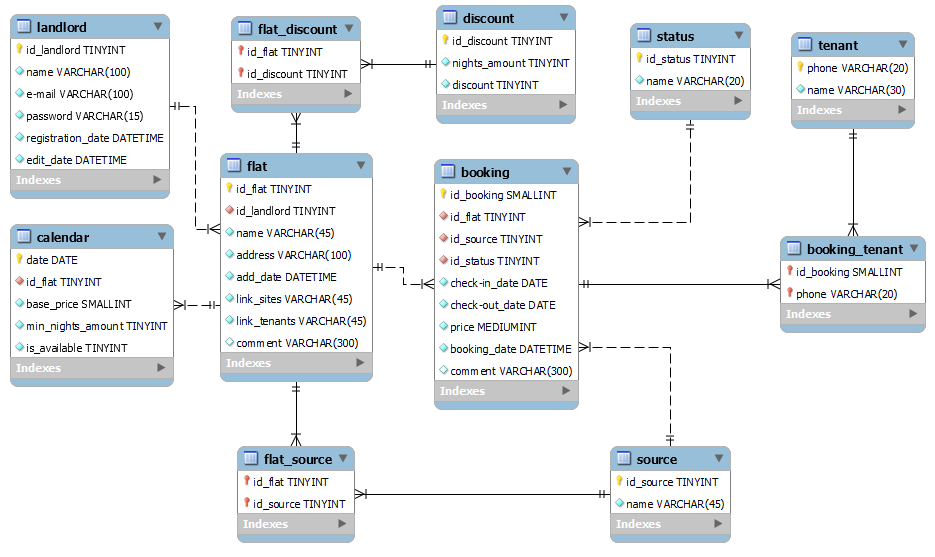 landlord
id_landlord TINYINT
name VARCHAR(100)
e-mail VARCHAR(100)
password VARCHAR(15)
registration_date DATETIME
edit_date DATETIME
Indexes
flat_discount
id_flat TINYINT
id_discount TINYINT
Indexes
discount
id_discount TINYINT
nights_amount TINYINT
discount TINYINT
Indexes
status
id_status TINYINT
name VARCHAR(20)
Indexes
tenant
phone VARCHAR(20)
name VARCHAR(30)
Indexes
calendar
date DATE
id_flat TINYINT
base_price SMALLINT
min_nights_amount TINYINT
is_available TINYINT
Indexes
flat
id_flat TINYINT
id_landlord TINYINT
name VARCHAR(45)
address VARCHAR(100)
add_date DATETIME
link_sites VARCHAR(45)
link_tenants VARCHAR(45)
comment VARCHAR(300)
Indexes
booking
id_booking SMALLINT
id_flat TINYINT
id_source TINYINT
id_status TINYINT
check-in_date DATE
check-out_date DATE
price MEDIUMINT
booking_date DATETIME
comment VARCHAR(300)
Indexes
booking_tenant
id_booking SMALLINT
phone VARCHAR(20)
Indexes
flat_source
id_flat TINYINT
id_source TINYINT
Indexes
source
id_source TINYINT
name VARCHAR(45)
Indexes